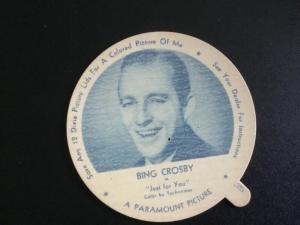 Save Any 12 Dixie Picture Lids For A Colored Picture Of Me
See Your Dealer For Instructions
BING CROSBY
in
"Just for You"
Color by Technicolor
A PARAMOUNT PICTURE